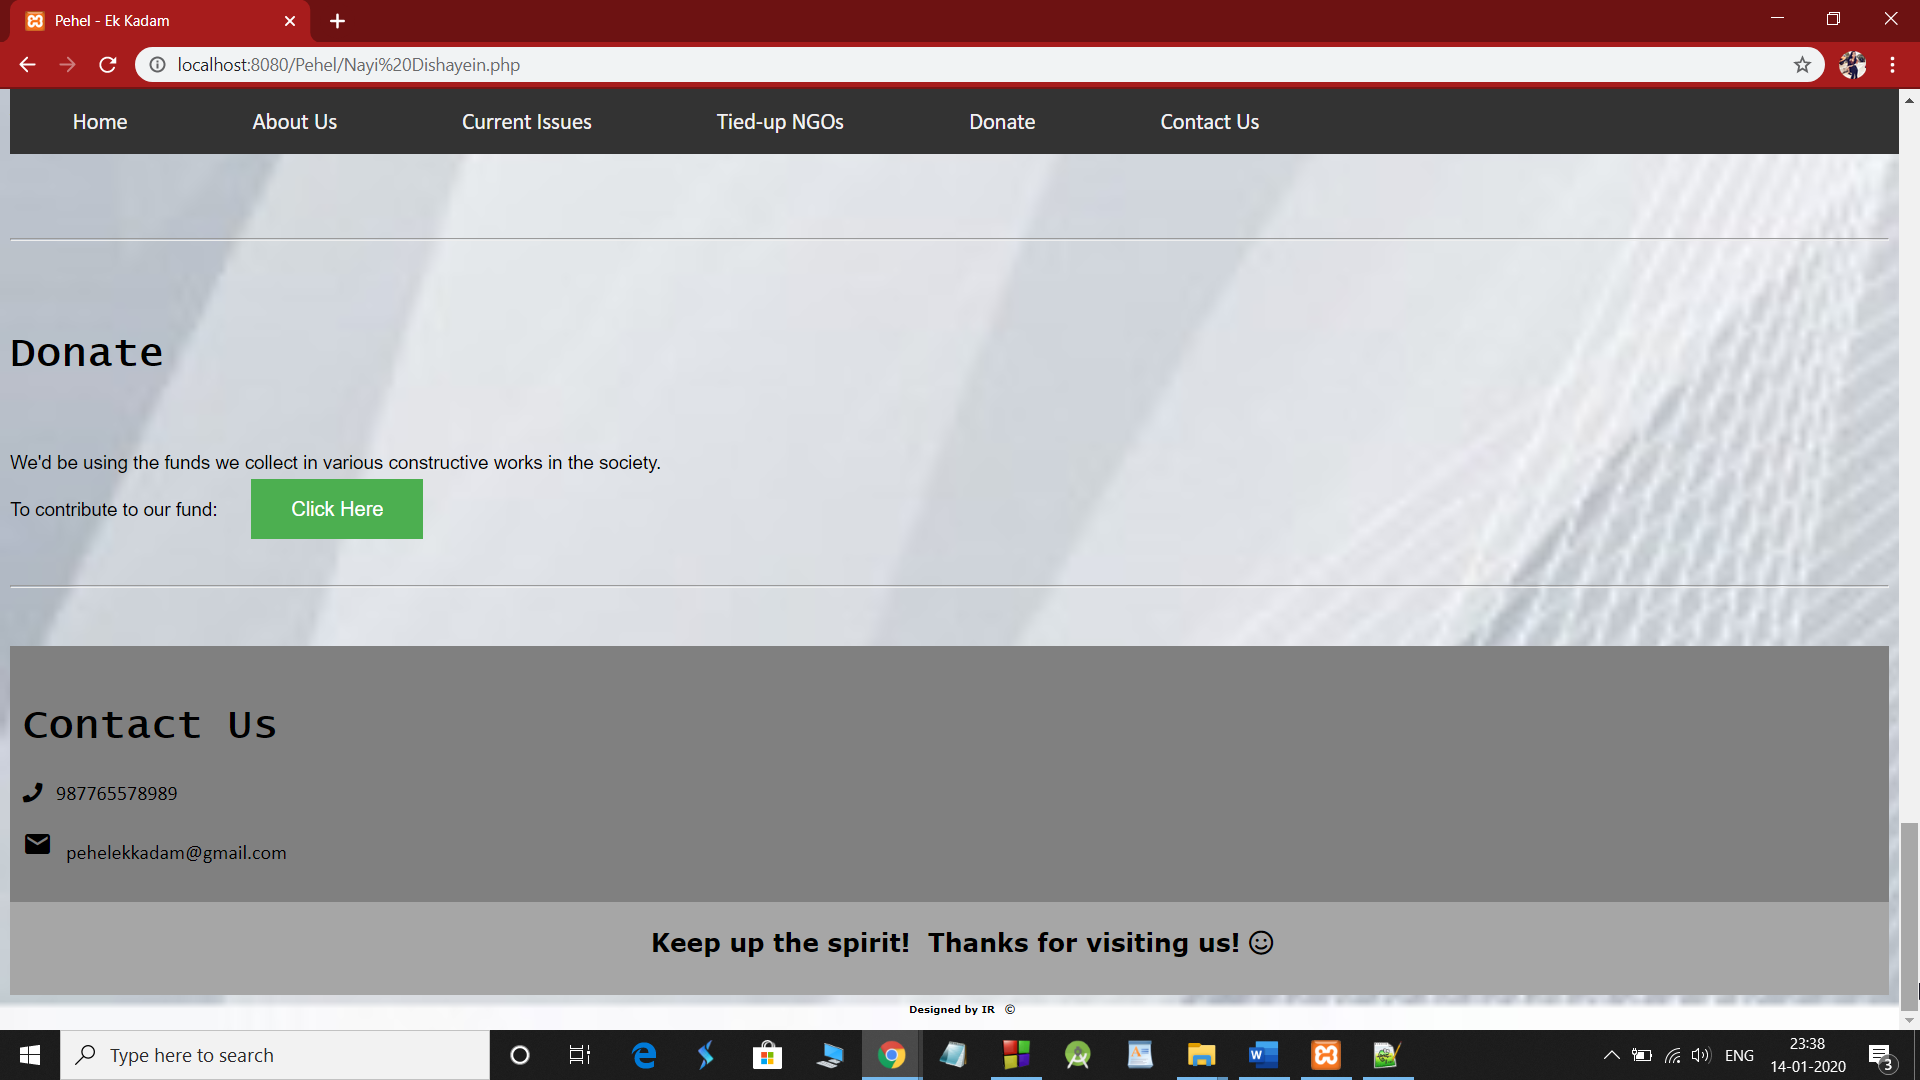 Pehel - Ek Kadam
localhost:8080/Pehel/Nayi%20Dishayein.php
Home About Us Current Issues Tied-up NGOs Donate Contact Us
Donate
We'd be using the funds we collect in various constructive works in the society.
To contribute to our fund: Click Here
Contact Us
987765578989
pehelekkadam@gmail.com
Keep up the spirit! Thanks for visiting us! ☺
Designed by IR ©
Type here to search
ENG
23:38
14-01-2020
3